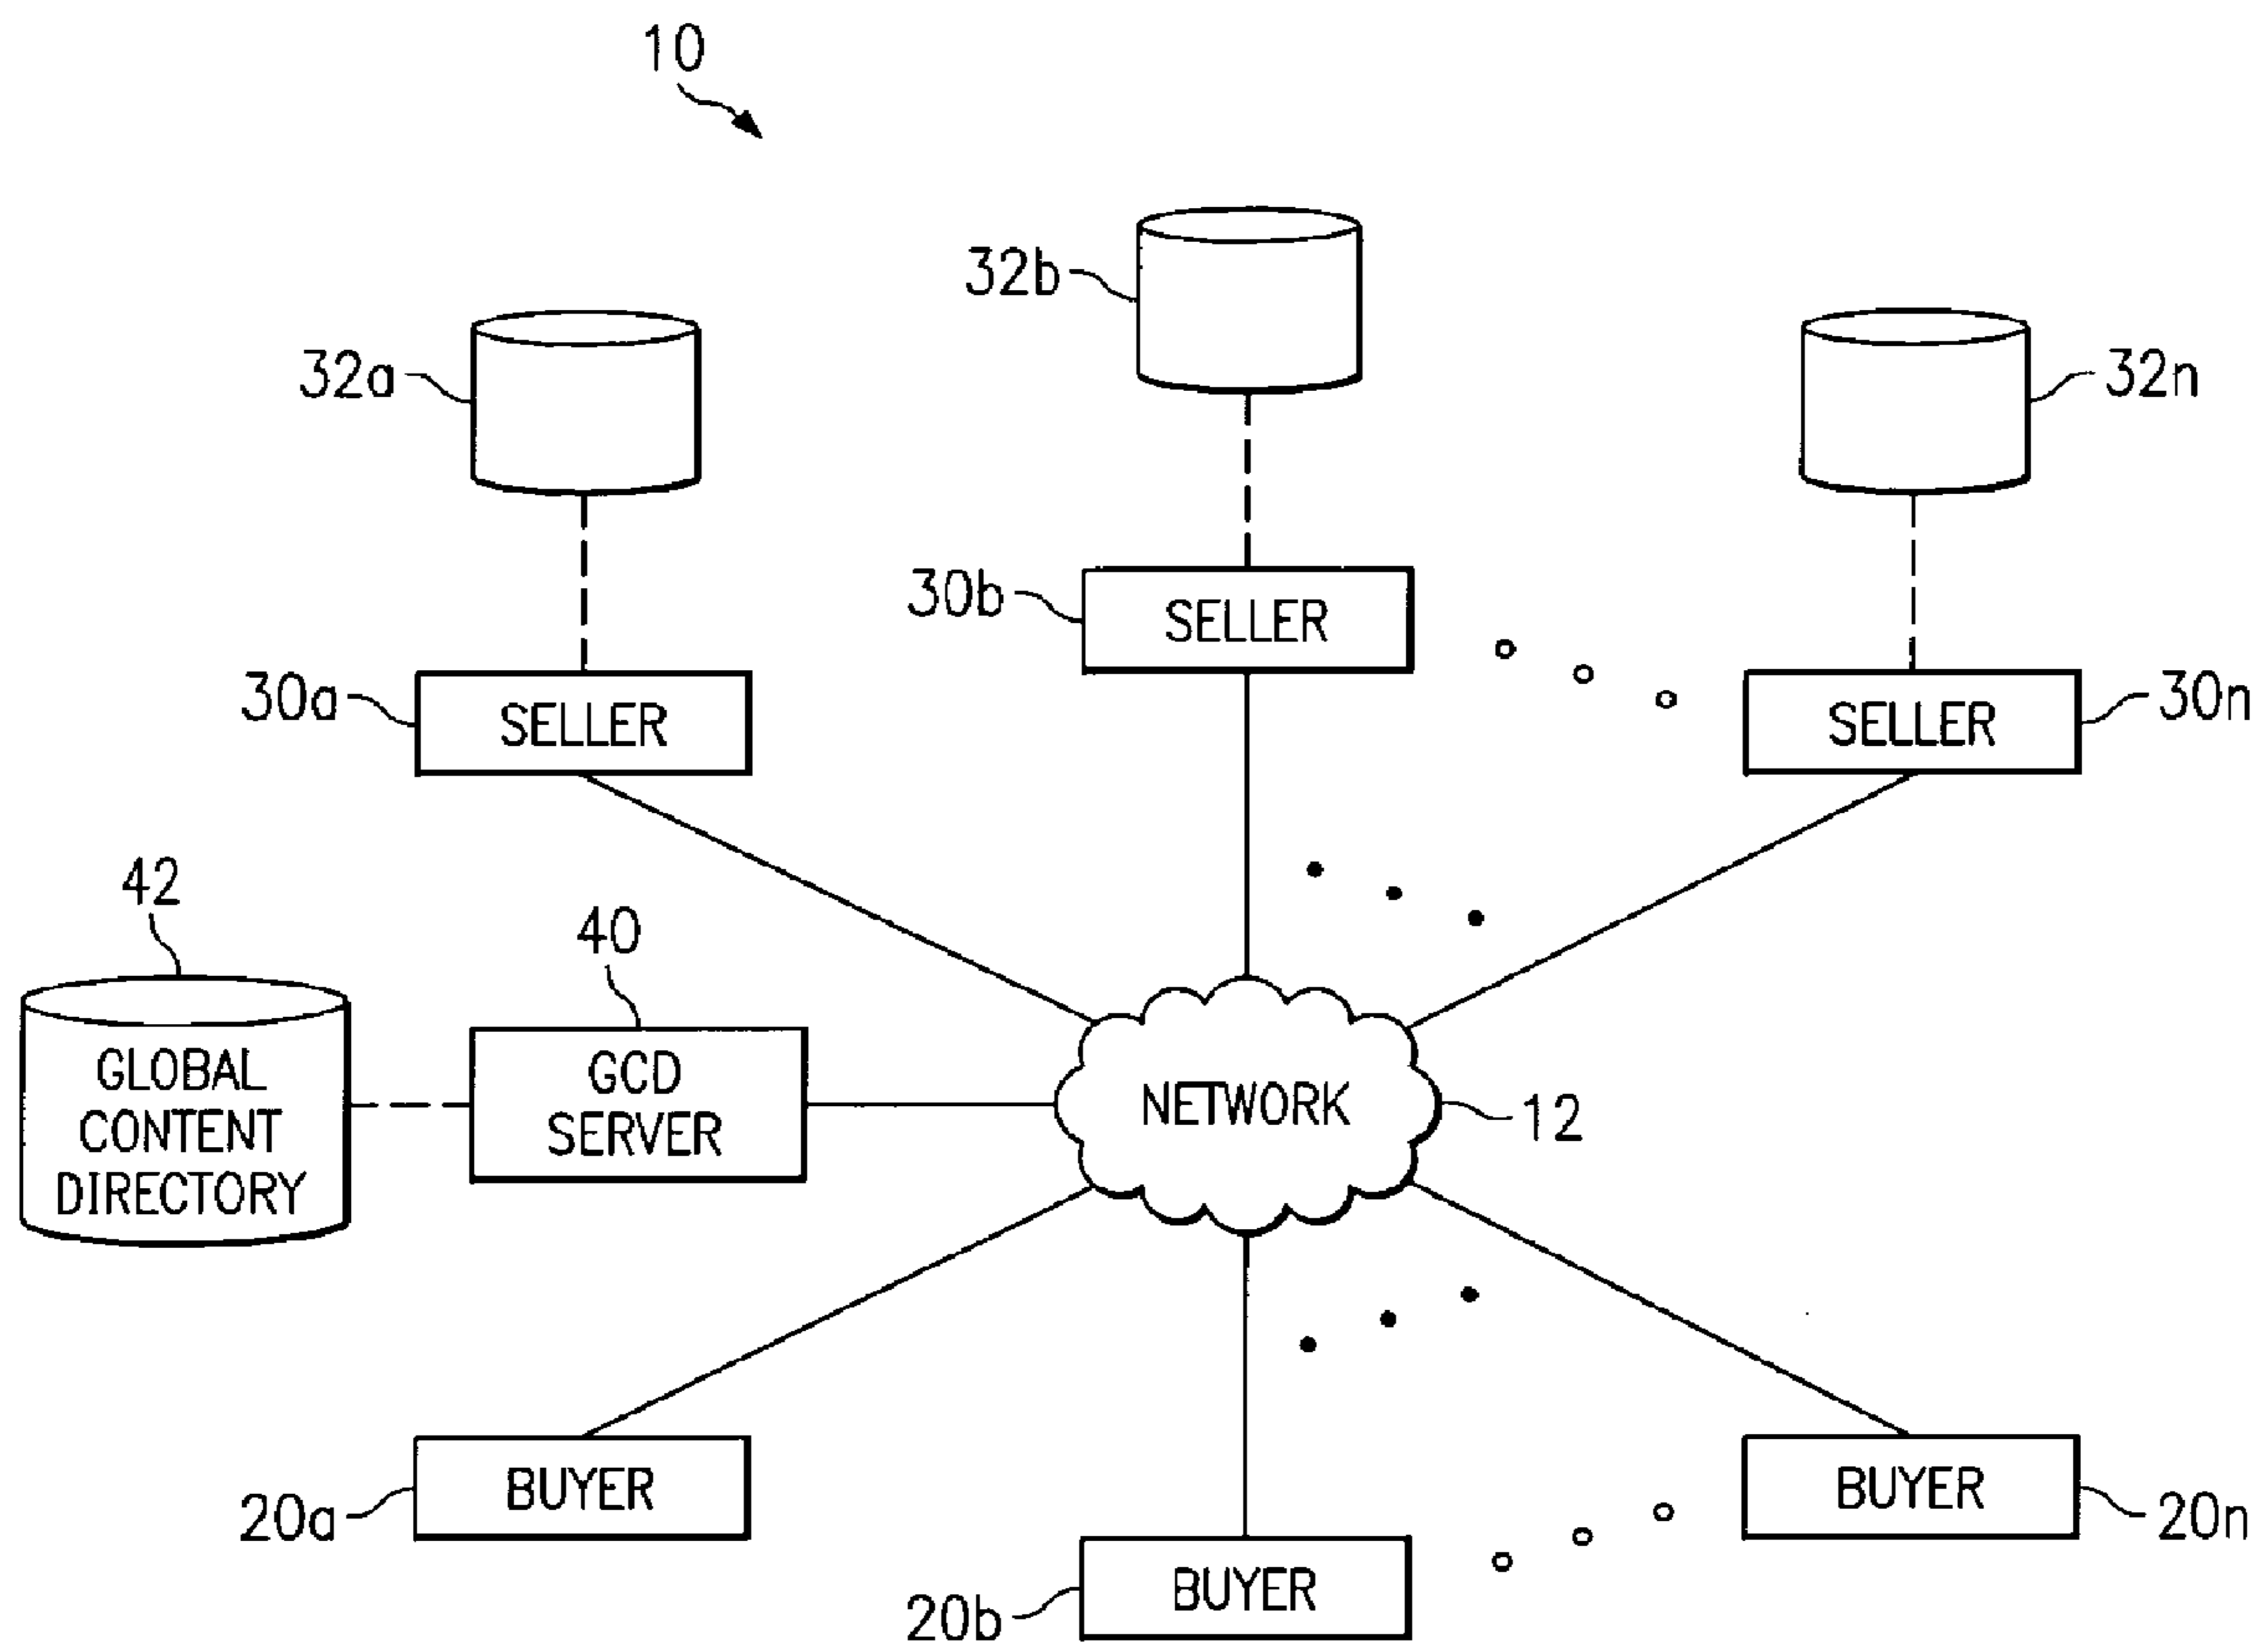 10
32b
32a
32n
30b
SELLER
30a
SELLER
SELLER
30n
42
40
GLOBAL
CONTENT
DIRECTORY
GCD
SERVER
NETWORK
12
BUYER
20a
BUYER
20n
BUYER
20b